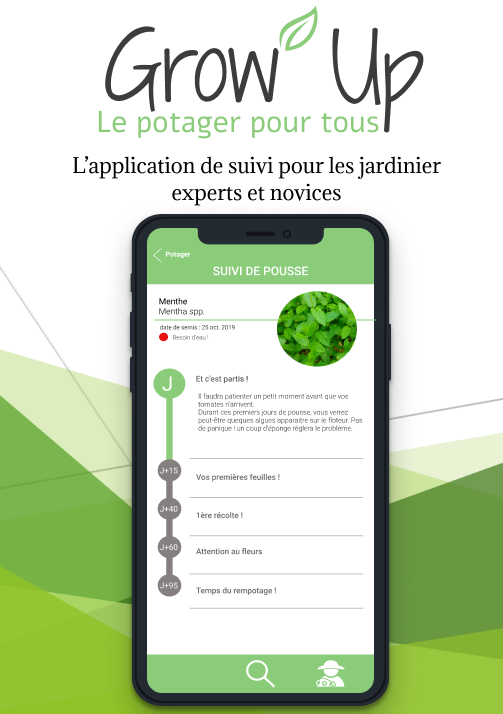 Grow Up
Le potager pour tous
L’application de suivi pour les jardinier
experts et novices
Potager
SUIVI DE POUSSE
Menthe
Mentha spp.
date de semis : 25 oct. 2019
Besoin d'eau !
J
Et c'est partis !
Il faudra patienter un petit moment avant que vos
tomates n'arrivent.
Durant ces premiers jours de pousse, vous verrez
peut-être queques algues apparaitre sur le floteur. Pas
de panique ! un coup d'éponge règlera le problème.
J+15
Vos premières feuilles !
J+40
1ère récolte !
J+60
Attention au fleurs
J+95
Temps du rempotage !